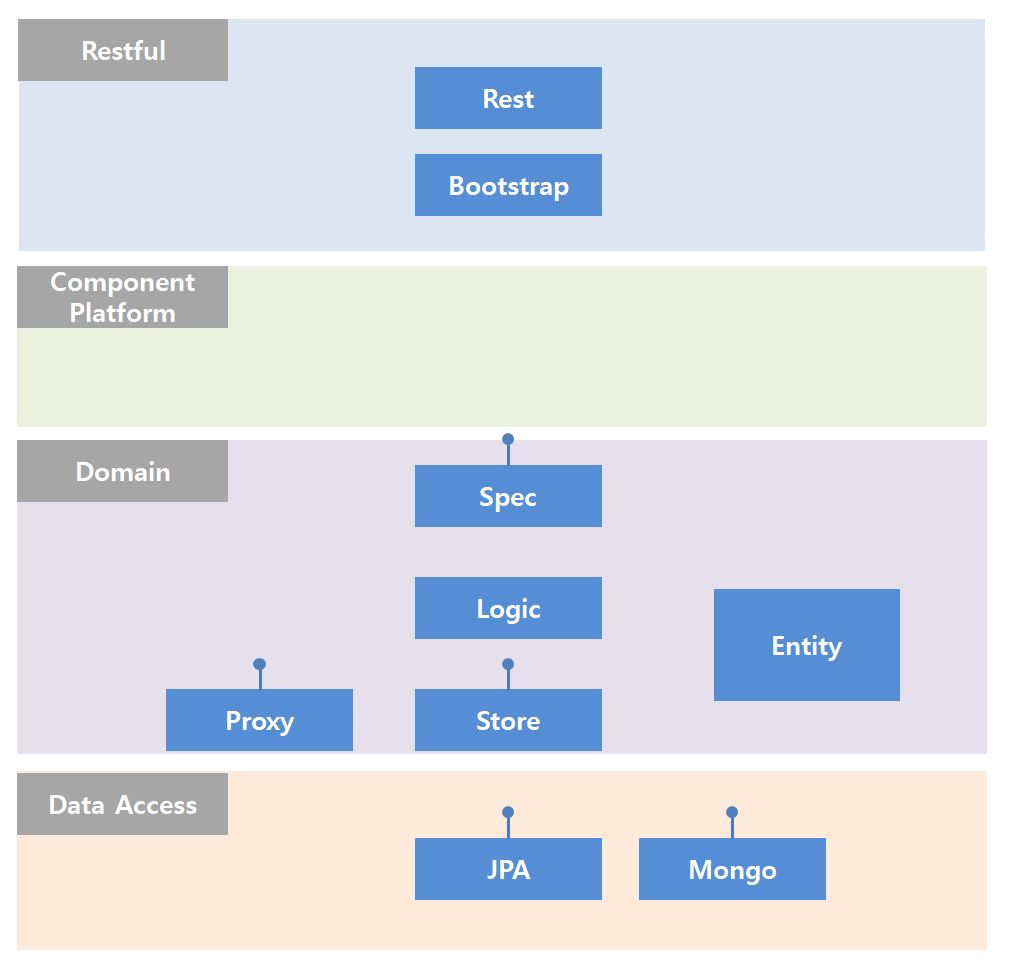 Restful
Rest
Bootstrap
Component
Platform
Domain
Spec
Logic
Entity
Proxy
Store
Data Access
JPA
Mongo